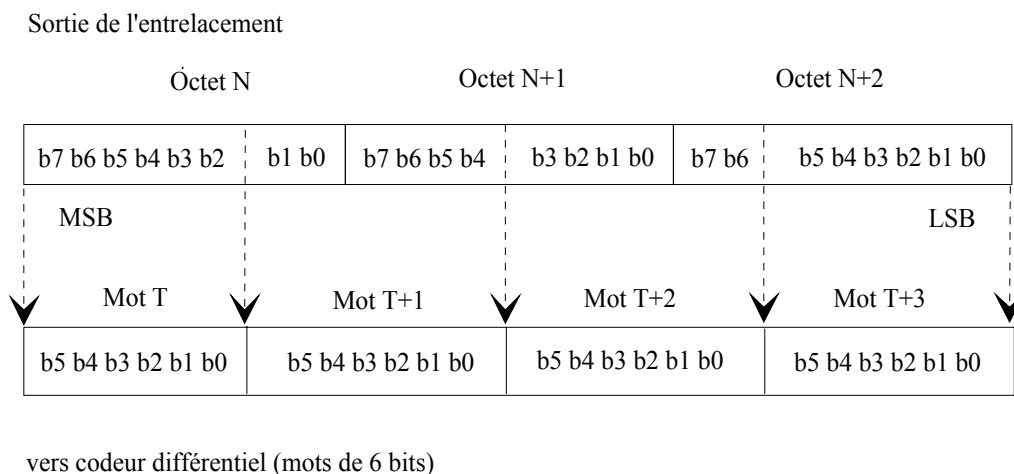 Sortie de l'entrelacement
Octet N Octet N+1 Octet N+2
b7 b6 b5 b4 b3 b2 b1 b0 b7 b6 b5 b4 b3 b2 b1 b0 b7 b6 b5 b4 b3 b2 b1 b0
MSB LSB
Mot T Mot T+1 Mot T+2 Mot T+3
b5 b4 b3 b2 b1 b0 b5 b4 b3 b2 b1 b0 b5 b4 b3 b2 b1 b0 b5 b4 b3 b2 b1 b0
vers codeur différentiel (mots de 6 bits)